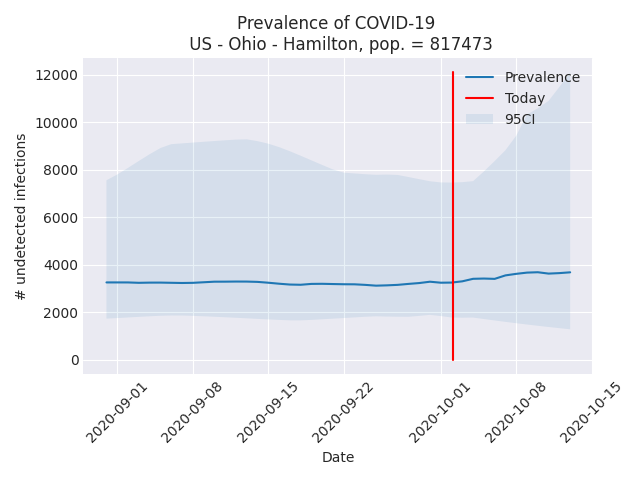 Prevalence of COVID-19
US - Ohio - Hamilton, pop. = 817473
Prevalence
Today
95CI
12000
10000
8000
6000
4000
2000
0
# undetected infections
2020-09-01
2020-09-08
2020-09-15
2020-09-22
2020-10-01
2020-10-08
2020-10-15
Date